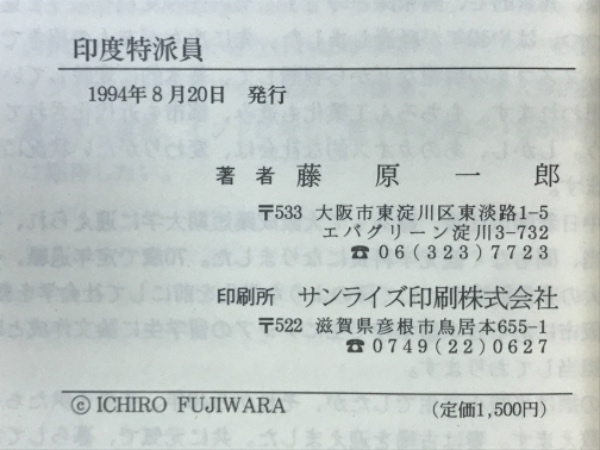 印度特派員
1994年8月20日 発行
著者 藤原一郎
〒533 大阪市東淀川区東淡路1-5
エバグリーン淀川3-732
☎06(323)7723
印刷所 サンライズ印刷株式会社
〒522 滋賀県彦根市鳥居本655-1
☎0749(22)0627
©ICHIRO FUJIWARA (定価1,500円)